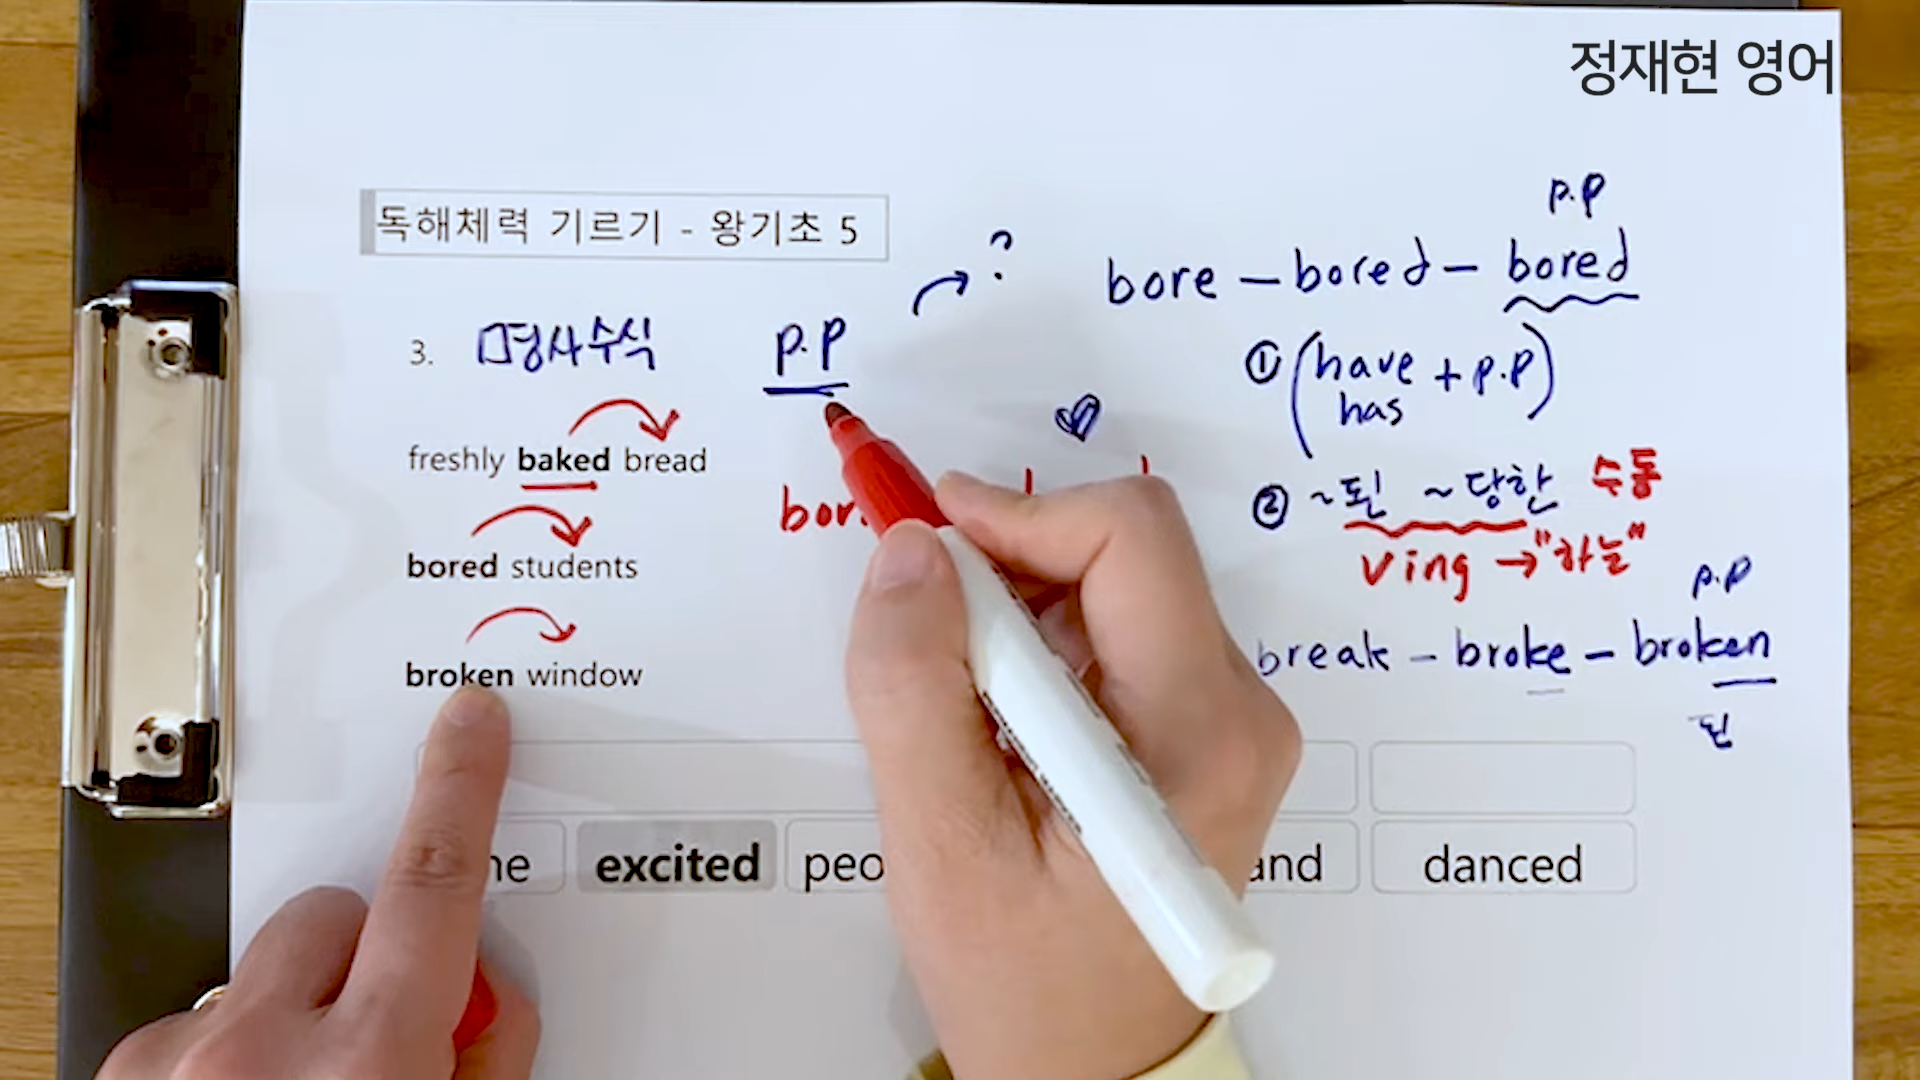 정재현 영어
독해체력 기르기 - 왕기초 5
3. 명사수식
p.p
?
freshly baked bread
bored students
broken window
p.p
bore - bored - bored
① (have + p.p)
has
② ~된 ~당한 수동
ving → "하는"
p.p
break - broke - broken
된
excited
and danced